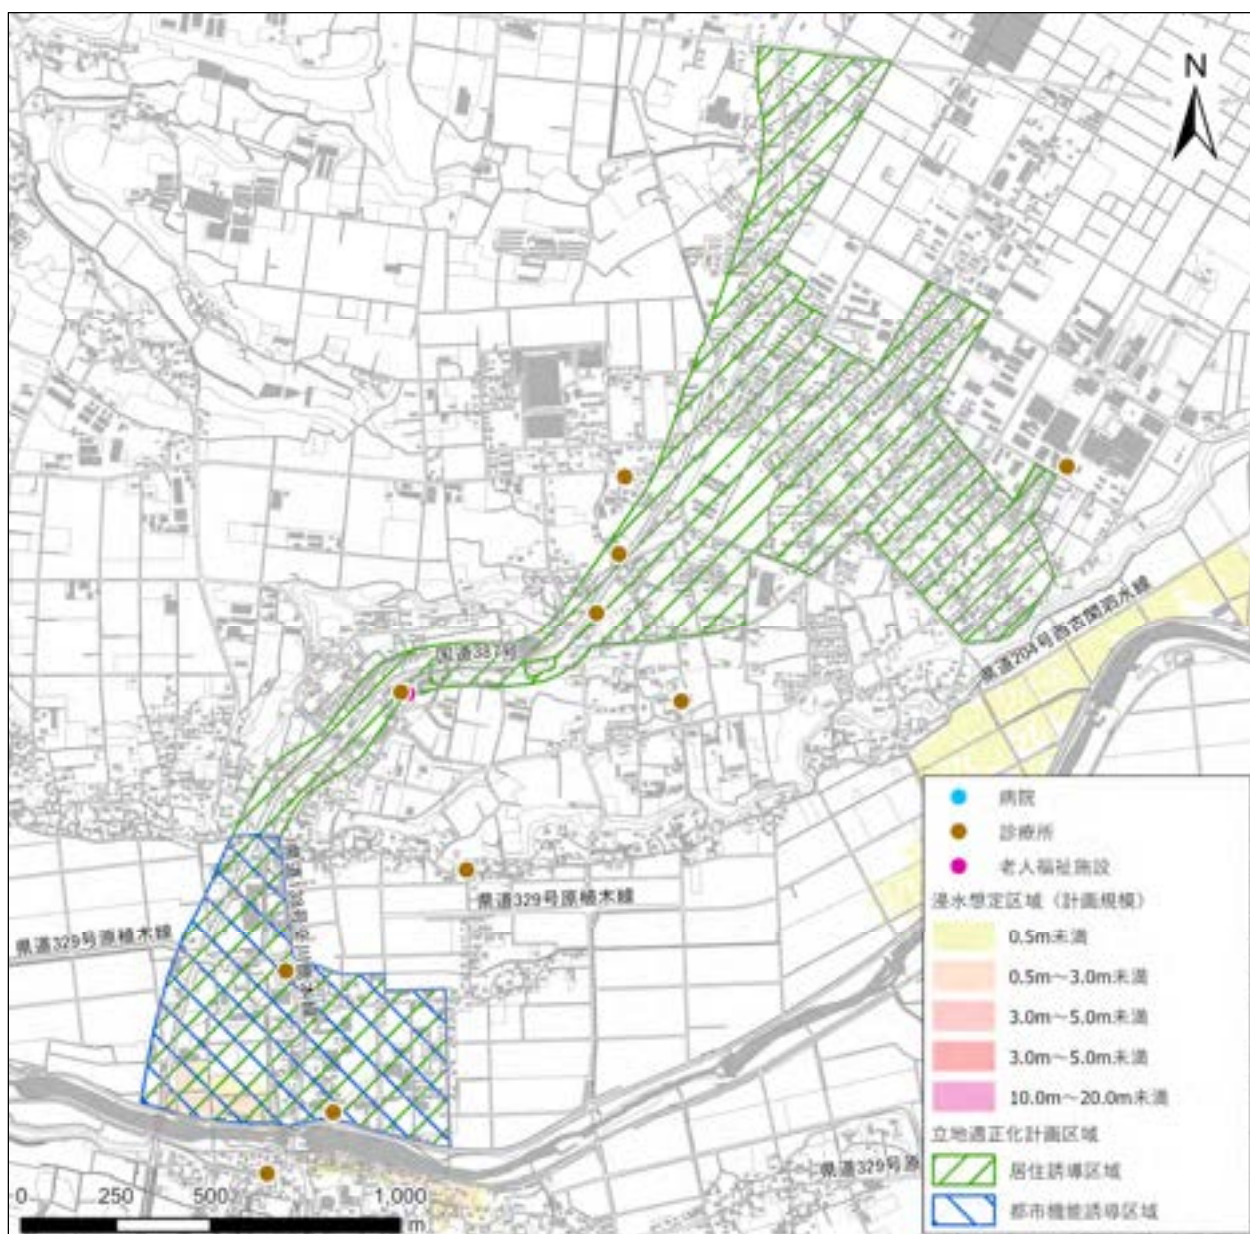 N
国道387号
県道204号西古閑泗水線
県道329号原植木線
県道329号原植木線
県道329号原
病院
診療所
老人福祉施設
浸水想定区域（計画規模）
0.5m未満
0.5m～3.0m未満
3.0m～5.0m未満
3.0m～5.0m未満
10.0m～20.0m未満
立地適正化計画区域
居住誘導区域
都市機能誘導区域
0 250 500 1,000
m